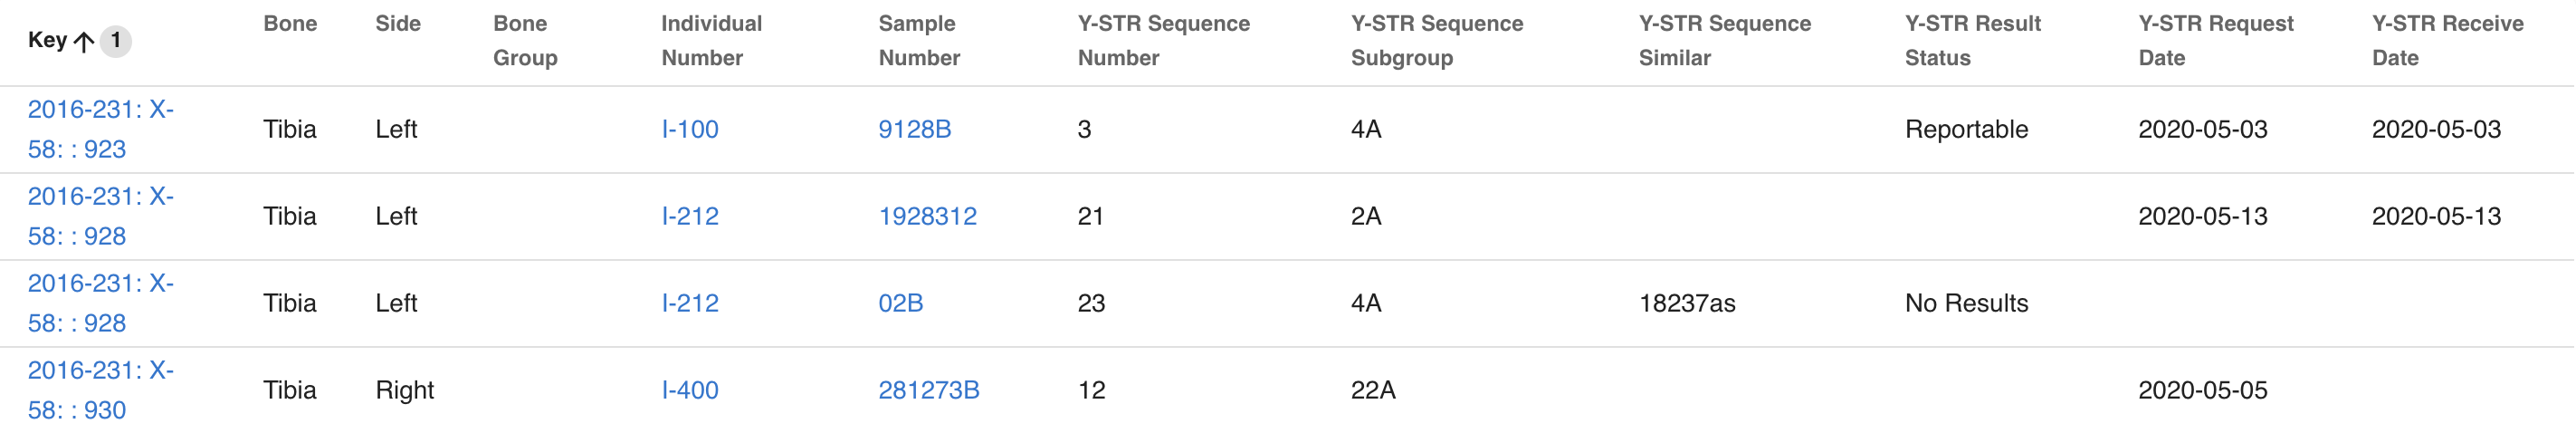 Key ↑ 1 Bone Side Bone Group Individual Number Sample Number Y-STR Sequence Number Y-STR Sequence Subgroup Y-STR Sequence Similar Y-STR Result Status Y-STR Request Date Y-STR Receive Date
2016-231: X-58: : 923 Tibia Left I-100 9128B 3 4A Reportable 2020-05-03 2020-05-03
2016-231: X-58: : 928 Tibia Left I-212 1928312 21 2A 2020-05-13 2020-05-13
2016-231: X-58: : 928 Tibia Left I-212 02B 23 4A 18237as No Results
2016-231: X-58: : 930 Tibia Right I-400 281273B 12 22A 2020-05-05